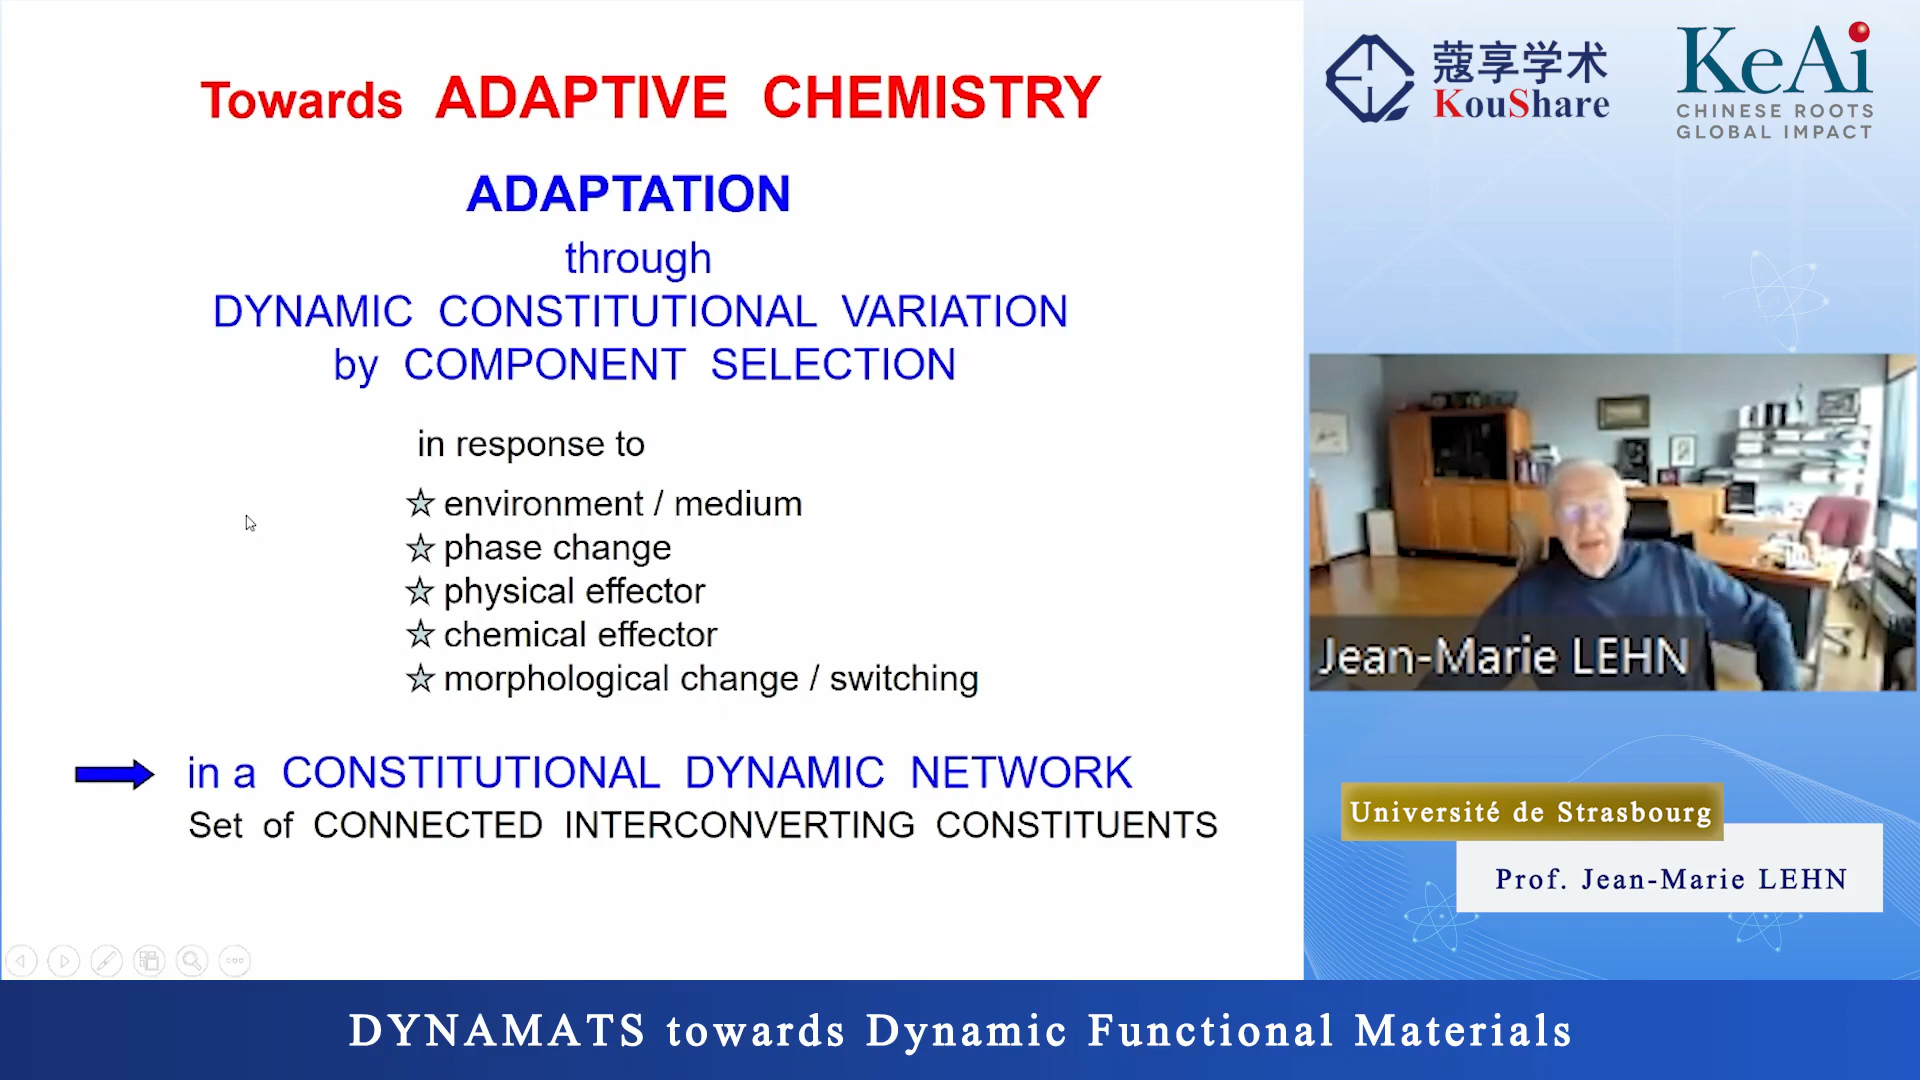 Towards ADAPTIVE CHEMISTRY
ADAPTATION
through
DYNAMIC CONSTITUTIONAL VARIATION
by COMPONENT SELECTION
in response to
☆ environment / medium
☆ phase change
☆ physical effector
☆ chemical effector
☆ morphological change / switching
in a CONSTITUTIONAL DYNAMIC NETWORK
Set of CONNECTED INTERCONVERTING CONSTITUENTS
蔻享学术
KouShare
KeAi
CHINESE ROOTS
GLOBAL IMPACT
Jean-Marie LEHN
Université de Strasbourg
Prof. Jean-Marie LEHN
DYNAMATS towards Dynamic Functional Materials